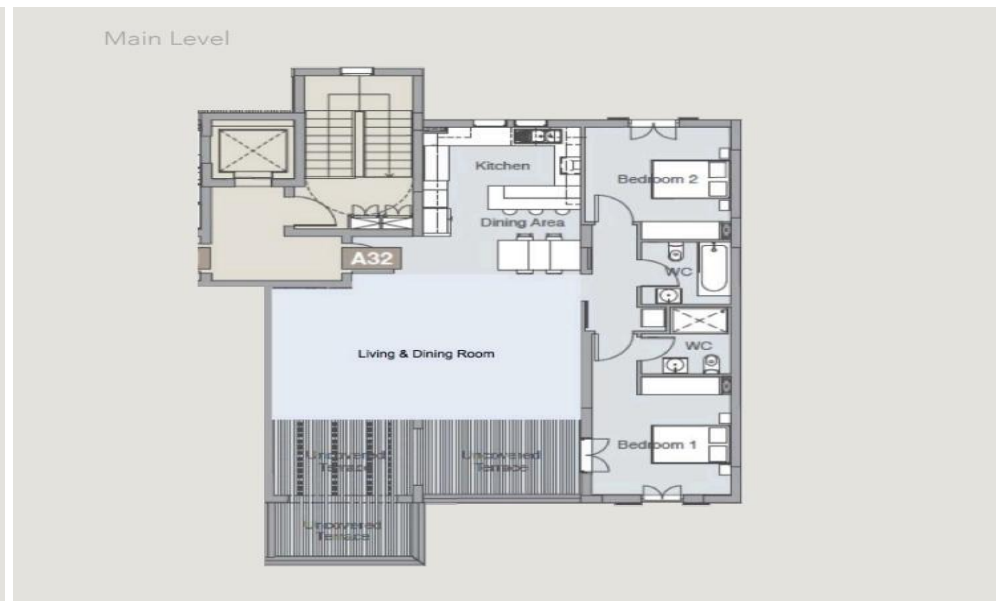 Main Level
Kitchen
Bedroom 2
Dining Area
WC
A32
WC
Living & Dining Room
Bedroom 1
Uncovered
Terrace
Uncovered
Terrace
Uncovered
Terrace